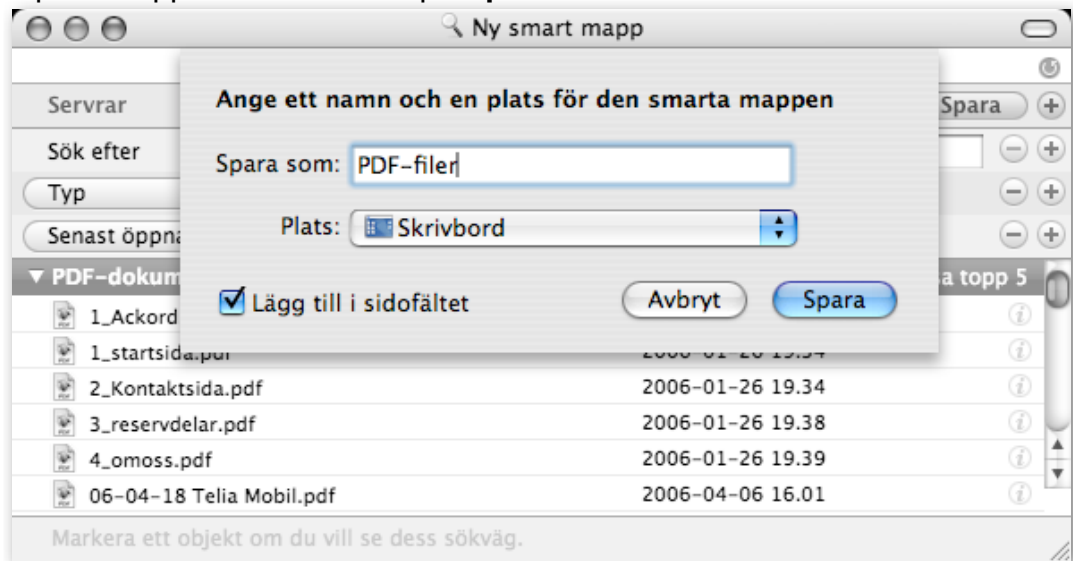 Ny smart mapp
Servrar
Spara
Ange ett namn och en plats för den smarta mappen
Sök efter
Spara som: PDF-filer
Typ
Plats: Skrivbord
Senast öppna
PDF-dokum
sa topp 5
Lägg till i sidofältet
Avbryt
Spara
1_Ackord
1_startsida.pdf
2_Kontaktsida.pdf 2006-01-26 19.34
3_reservdelar.pdf 2006-01-26 19.38
4_omoss.pdf 2006-01-26 19.39
06-04-18 Telia Mobil.pdf 2006-04-06 16.01
Markera ett objekt om du vill se dess sökväg.